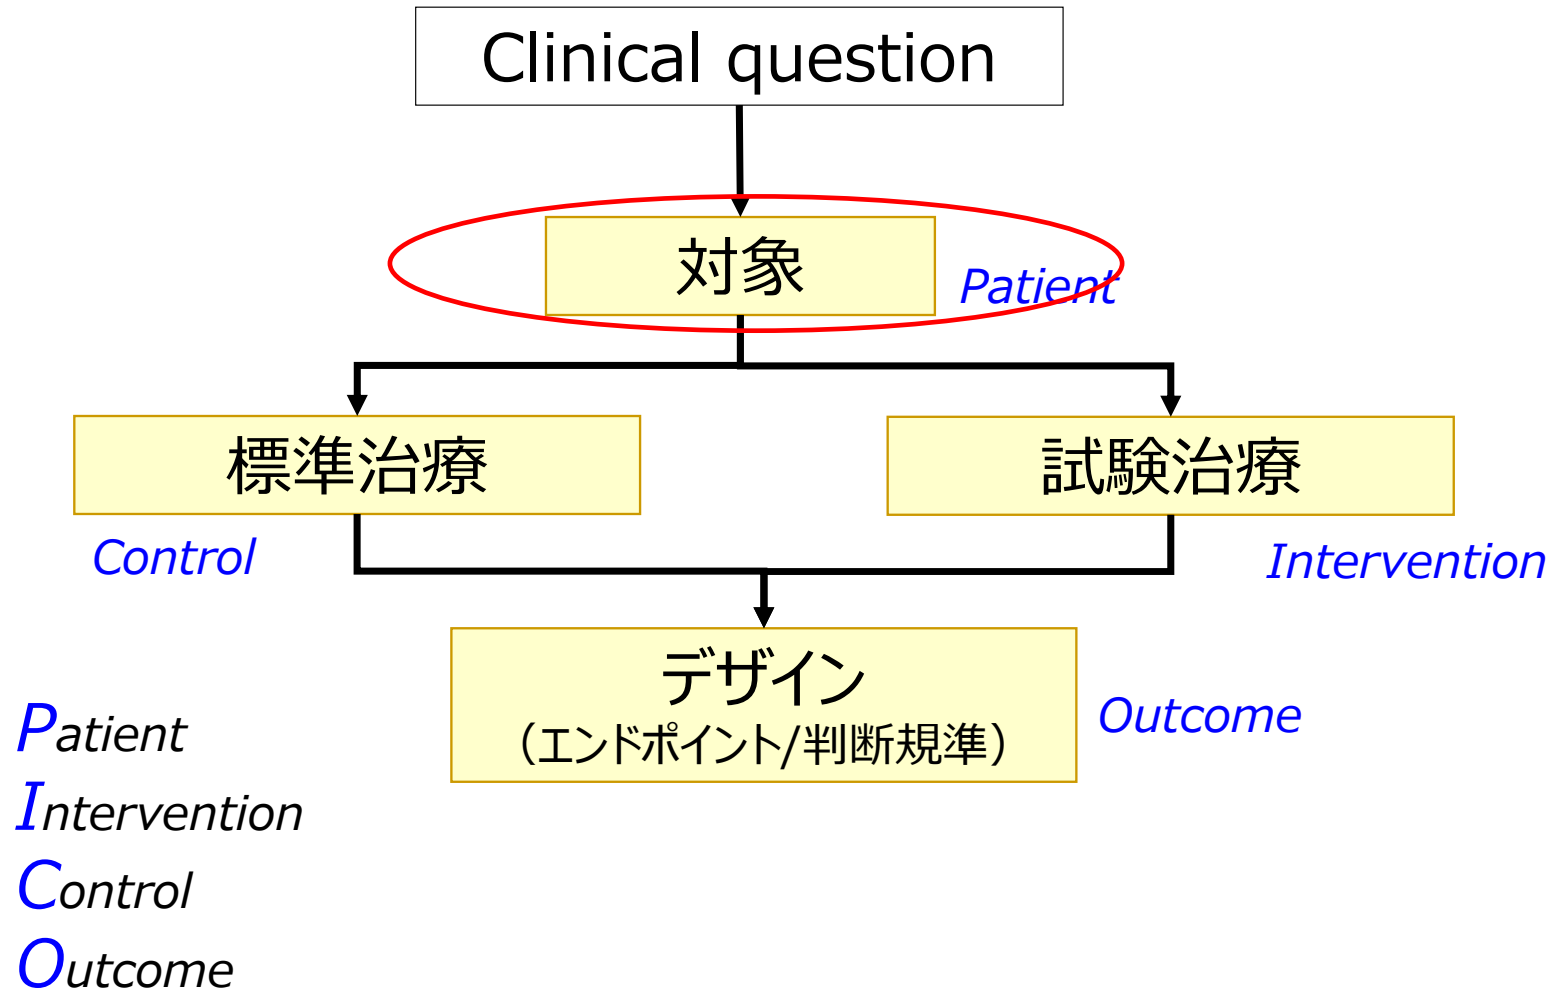 Clinical question
対象
Patient
標準治療
試験治療
Control
Intervention
デザイン
（エンドポイント/判断規準）
Outcome
Patient
Intervention
Control
Outcome